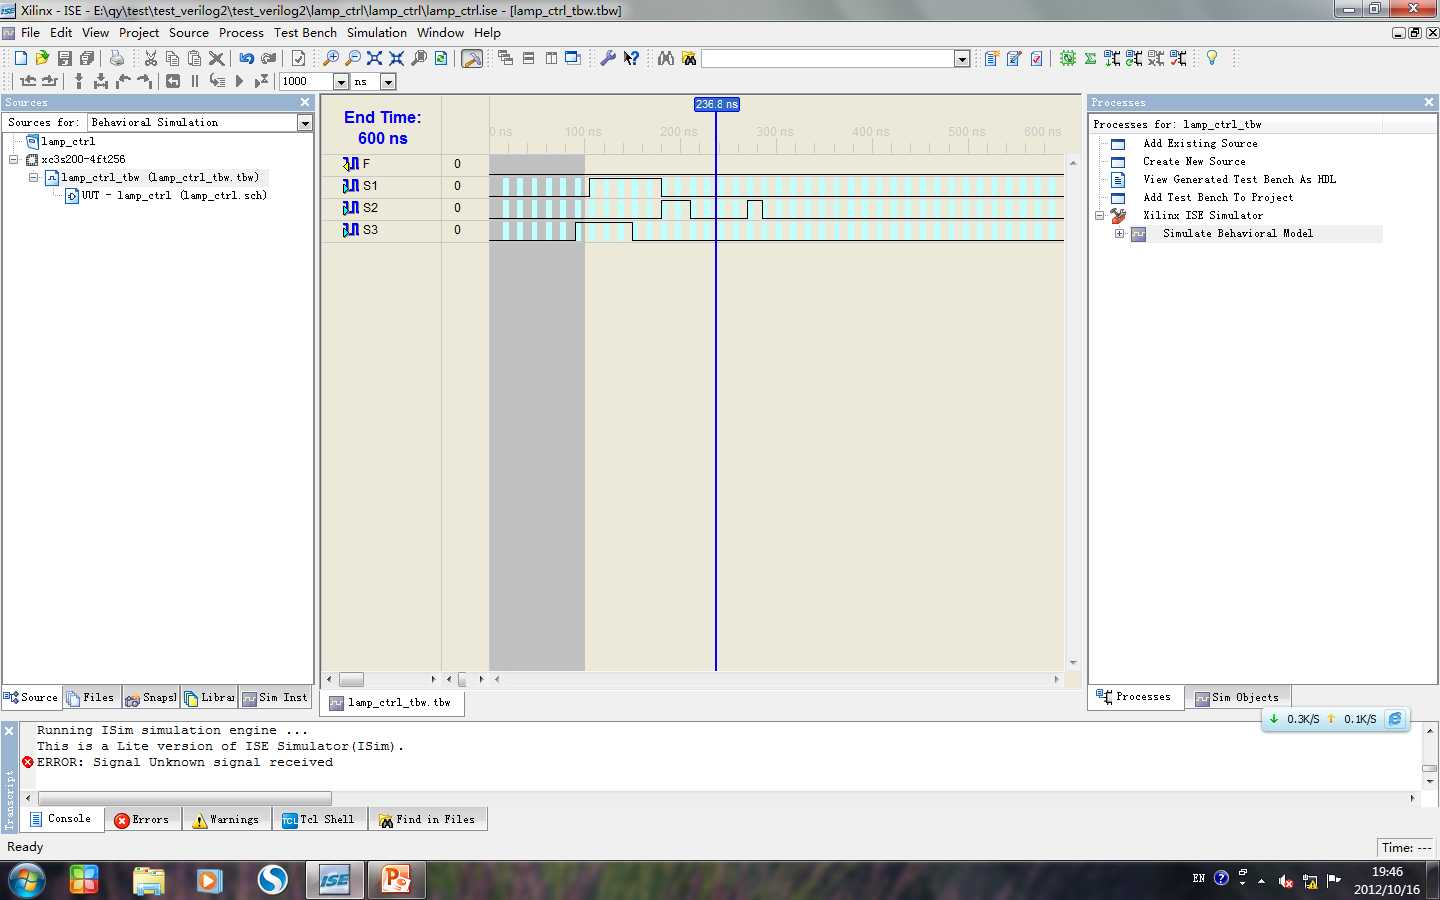 Xilinx - ISE - E:\qy\test\test_verilog2\test_verilog2\lamp_ctrl\lamp_ctrl\lamp_ctrl.ise - [lamp_ctrl_tbw.tbw]
File Edit View Project Source Process Test Bench Simulation Window Help
1000 ns
Sources
Sources for: Behavioral Simulation
lamp_ctrl
xc3s200-4ft256
lamp_ctrl_tbw (lamp_ctrl_tbw.tbw)
UUT - lamp_ctrl (lamp_ctrl.sch)
Source Files Snaps Libra Sim Inst
End Time:
600 ns
236.8 ns
0 ns 100 ns 200 ns 300 ns 400 ns 500 ns 600 ns
F 0
S1 0
S2 0
S3 0
lamp_ctrl_tbw.tbw
Processes
Processes for: lamp_ctrl_tbw
Add Existing Source
Create New Source
View Generated Test Bench As HDL
Add Test Bench To Project
Xilinx ISE Simulator
Simulate Behavioral Model
Processes Sim Objects
0.3K/S 0.1K/S
Transcript
Running ISim simulation engine ...
This is a Lite version of ISE Simulator(ISim).
ERROR: Signal Unknown signal received
Console Errors Warnings TCL Tcl Shell Find in Files
Ready
Time: ---
ISE
EN
19:46
2012/10/16